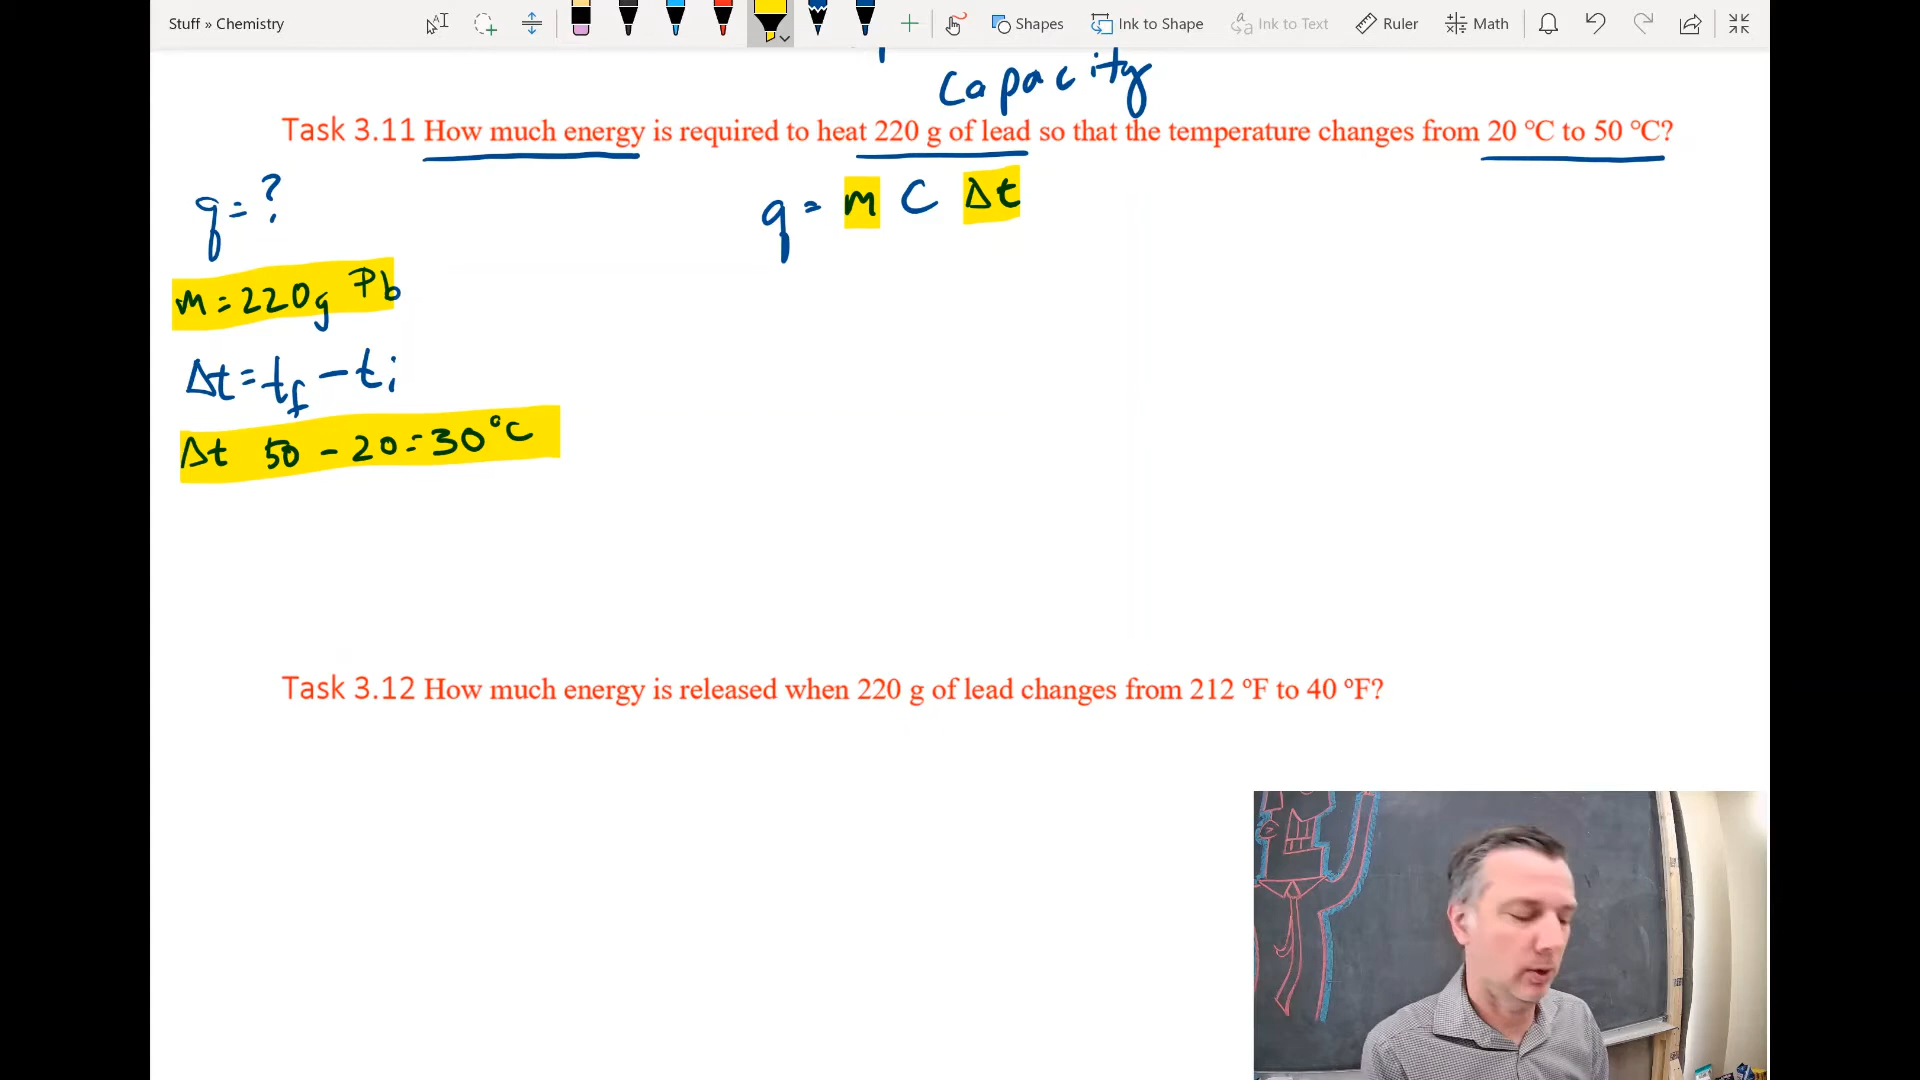 Stuff » Chemistry
Shapes
Ink to Shape
Ink to Text
Ruler
Math
capacity
Task 3.11 How much energy is required to heat 220 g of lead so that the temperature changes from 20 °C to 50 °C?
q = ?
q = m C Δt
m = 220g Pb
Δt = tf - ti
Δt 50 - 20 = 30°C
Task 3.12 How much energy is released when 220 g of lead changes from 212 °F to 40 °F?